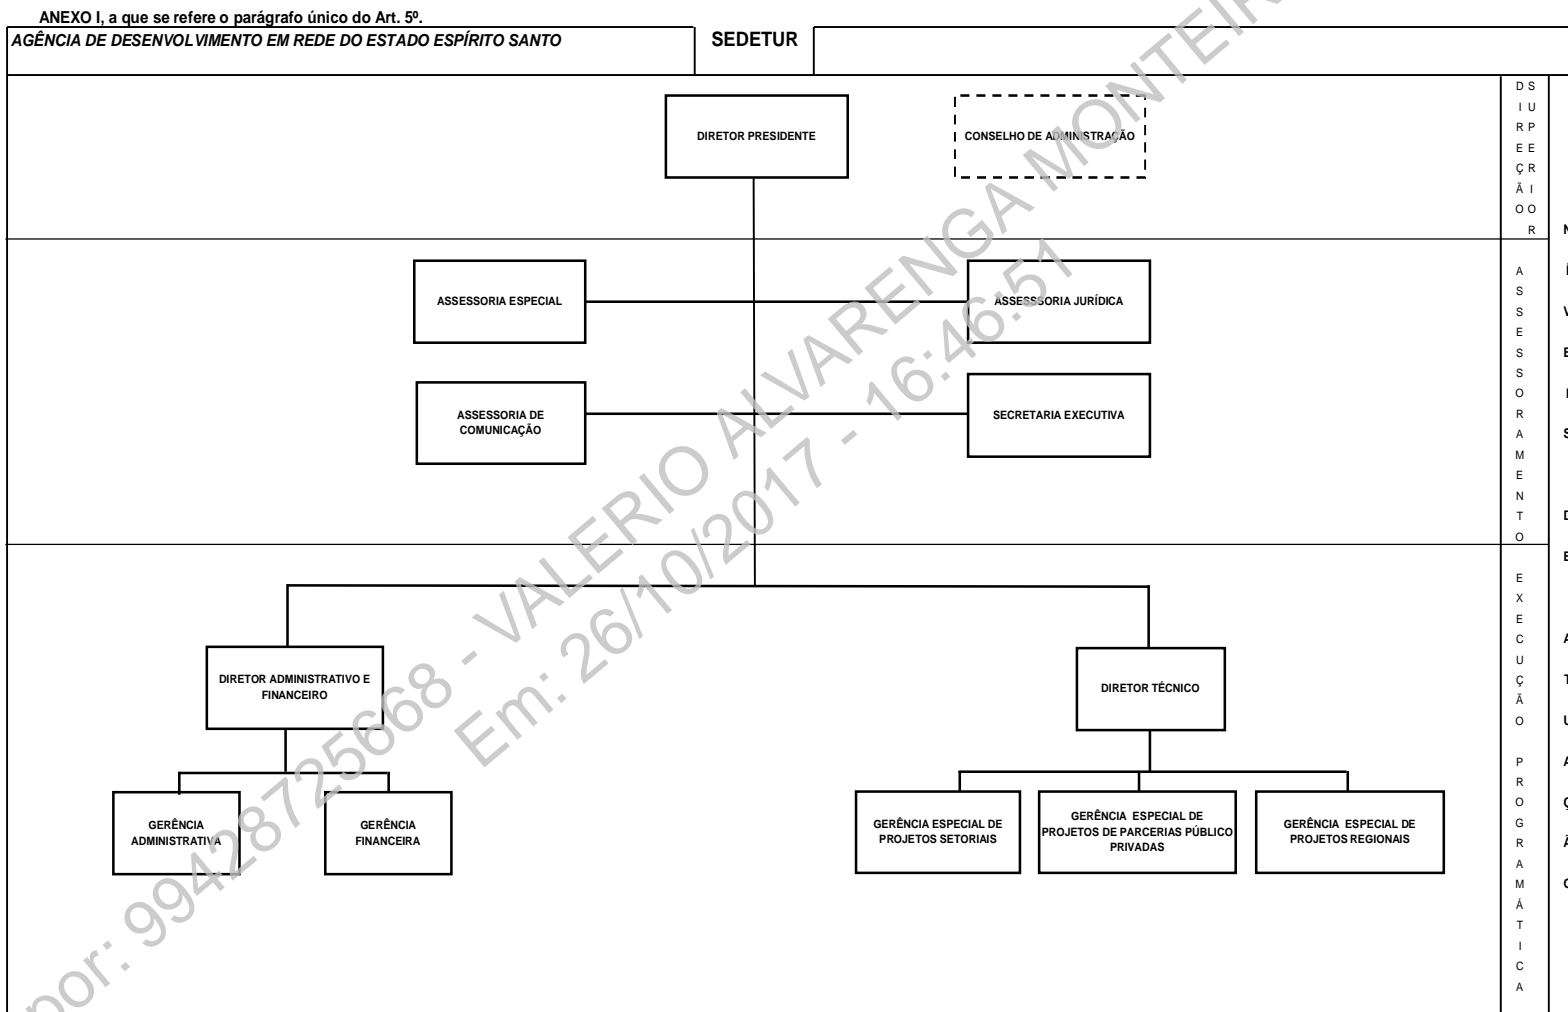 ANEXO I, a que se refere o parágrafo único do Art. 5º.
AGÊNCIA DE DESENVOLVIMENTO EM REDE DO ESTADO ESPÍRITO SANTO
SEDETUR
DIRETOR PRESIDENTE
CONSELHO DE ADMINISTRAÇÃO
DIREÇÃO
SUPERIOR
ASSESSORIA ESPECIAL
ASSESSSORIA JURÍDICA
ASSESSORIA DE
COMUNICAÇÃO
SECRETARIA EXECUTIVA
ASSESSORAMENTO
DIRETOR ADMINISTRATIVO E
FINANCEIRO
DIRETOR TÉCNICO
GERÊNCIA
ADMINISTRATIVA
GERÊNCIA
FINANCEIRA
GERÊNCIA ESPECIAL DE
PROJETOS SETORIAIS
GERÊNCIA ESPECIAL DE
PROJETOS DE PARCERIAS PÚBLICO
PRIVADAS
GERÊNCIA ESPECIAL DE
PROJETOS REGIONAIS
EXECUÇÃO PROGRAMÁTICA
por: 99428725668 - VALERIO ALVARENGA
Em: 26/10/2017 - 16:46:51